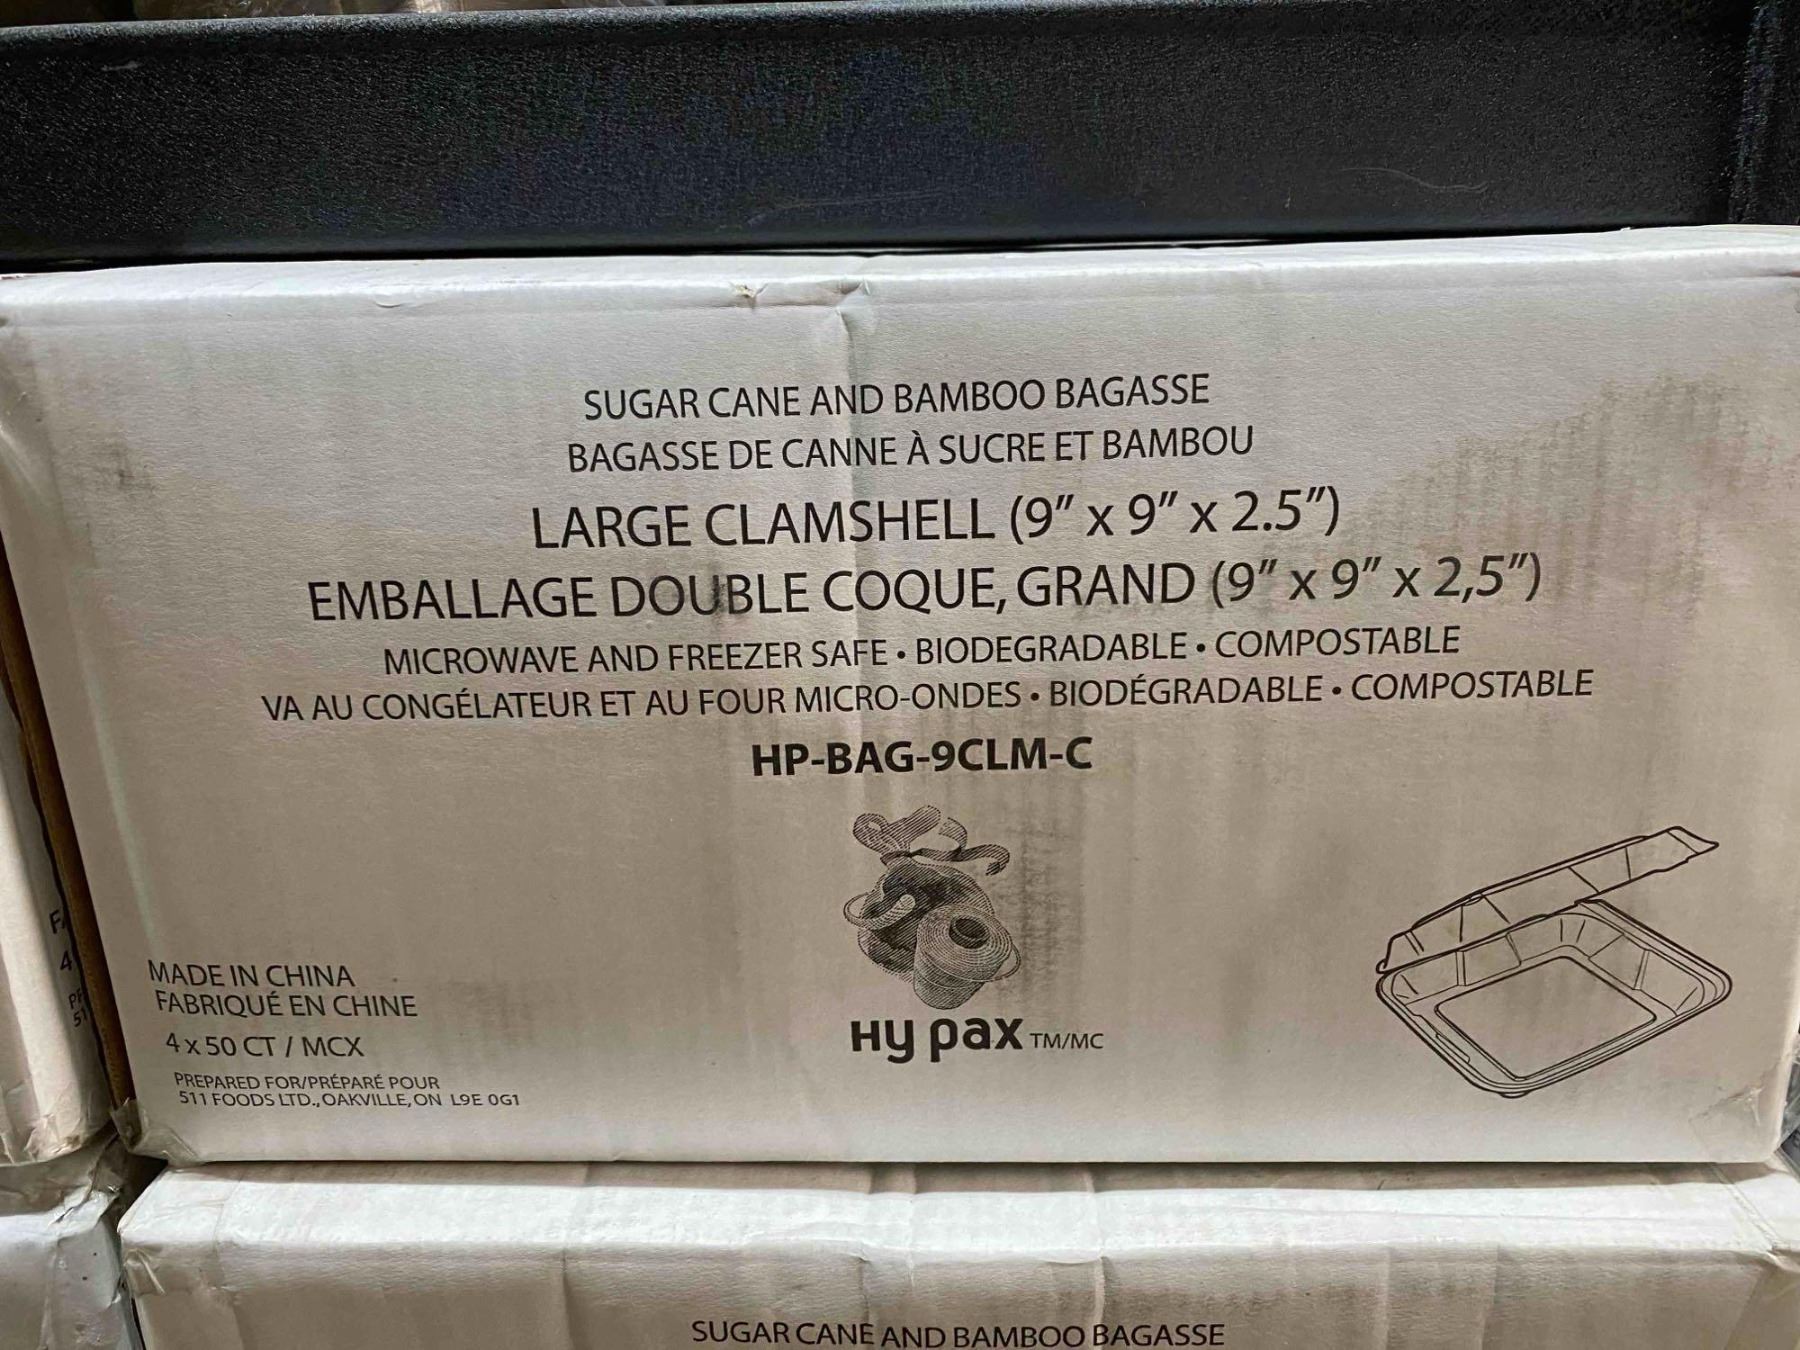 SUGAR CANE AND BAMBOO BAGASSE
BAGASSE DE CANNE À SUCRE ET BAMBOU
LARGE CLAMSHELL (9" x 9" x 2.5")
EMBALLAGE DOUBLE COQUE, GRAND (9" x 9" x 2,5")
MICROWAVE AND FREEZER SAFE • BIODEGRADABLE • COMPOSTABLE
VA AU CONGÉLATEUR ET AU FOUR MICRO-ONDES • BIODÉGRADABLE • COMPOSTABLE
HP-BAG-9CLM-C
MADE IN CHINA
FABRIQUÉ EN CHINE
4 x 50 CT / MCX
PREPARED FOR/PRÉPARÉ POUR
511 FOODS LTD., OAKVILLE, ON L9E 0G1
Hy pax TM/MC
SUGAR CANE AND BAMBOO BAGASSE